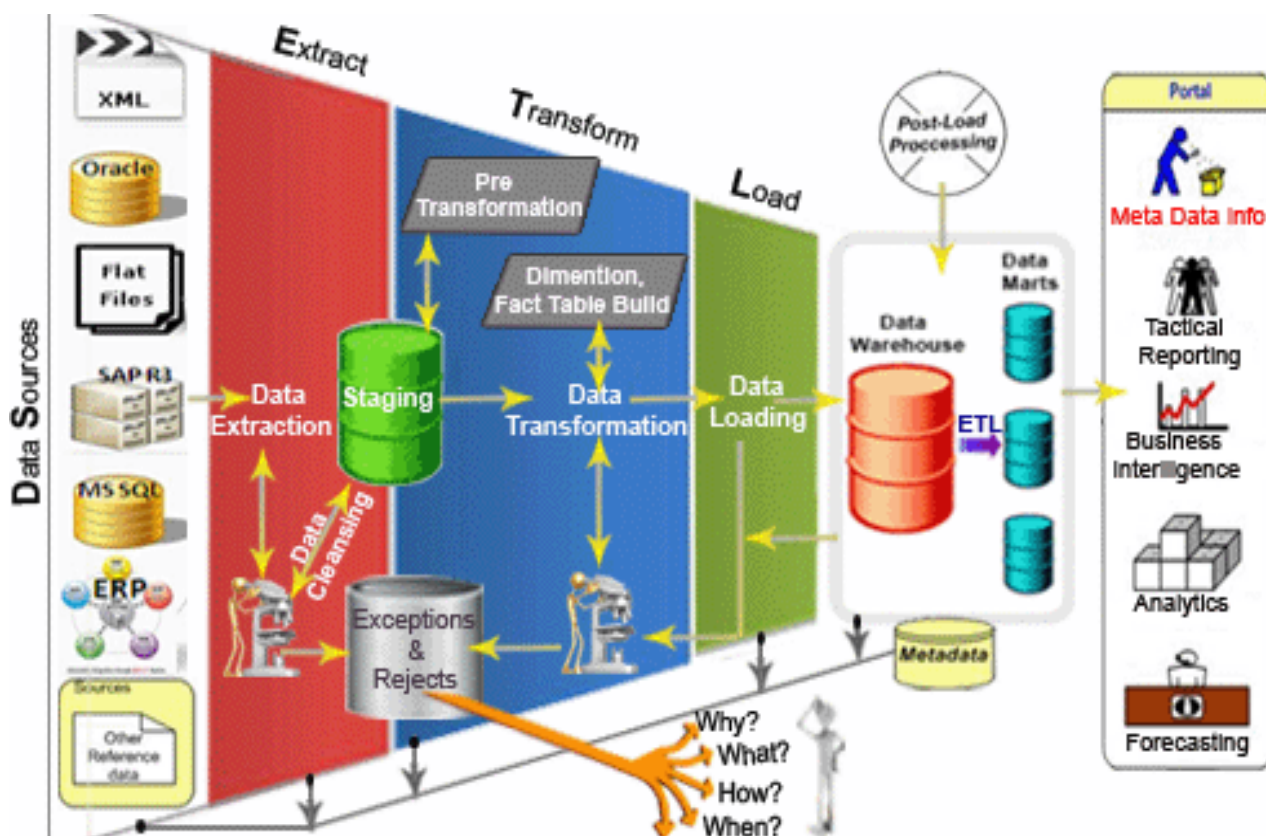 Data Sources
XML
Oracle
Flat
Files
SAP R3
MS SQL
ERP
Sources
Other
Reference
data
Extract
Data
Extraction
Data
Cleansing
Staging
Transform
Pre
Transformation
Dimention,
Fact Table Build
Data
Transformation
Exceptions
&
Rejects
Why?
What?
How?
When?
Load
Data
Loading
Post-Load
Proccessing
Data
Warehouse
ETL
Data
Marts
Metadata
Portal
Meta Data Info
Tactical
Reporting
Business
Intelligence
Analytics
Forecasting